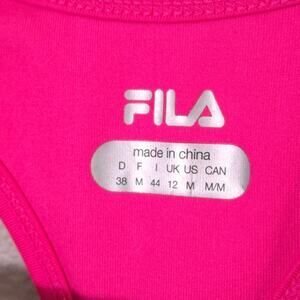 FILA
made in china
D F I UK US CAN
38 M 44 12 M M/M